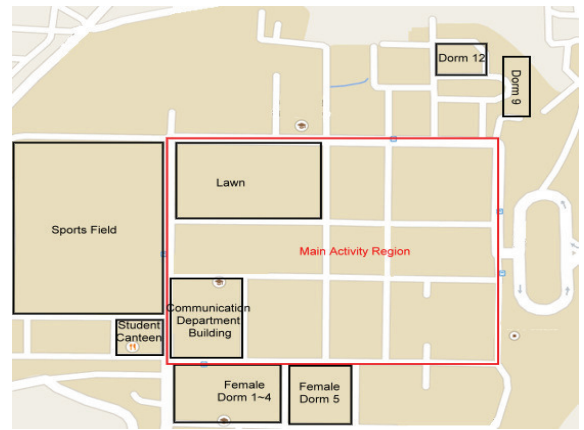 Dorm 12
Dorm 9
Lawn
Sports Field
Main Activity Region
Communication
Department
Building
Student
Canteen
Female
Dorm 1~4
Female
Dorm 5